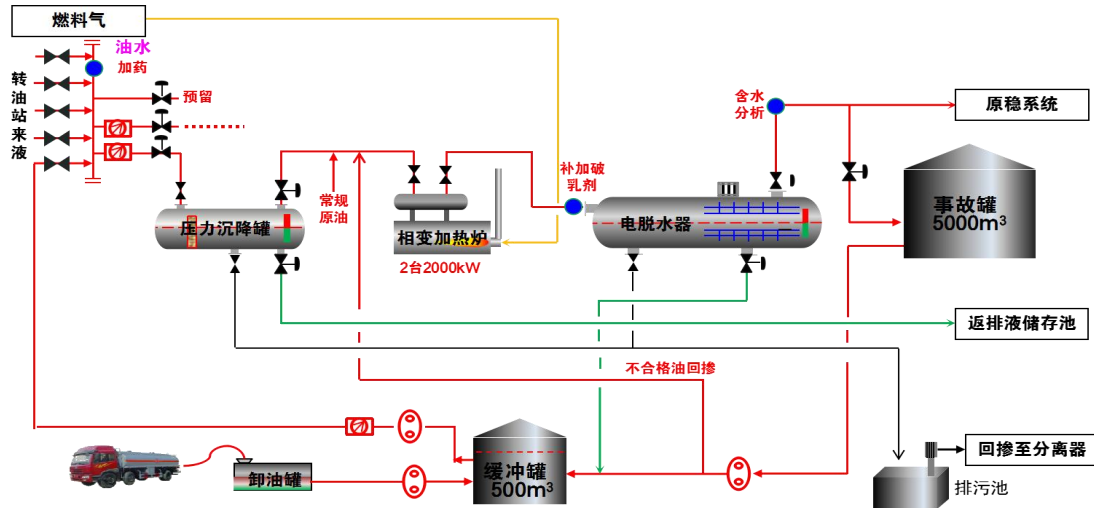 燃料气
油水
加药
转油站来液
预留
含水
分析
原稳系统
常规
原油
补加破
乳剂
压力沉降罐
相变加热炉
2台2000kW
电脱水器
事故罐
5000m³
返排液储存池
不合格油回掺
卸油罐
缓冲罐
500m³
回掺至分离器
排污池